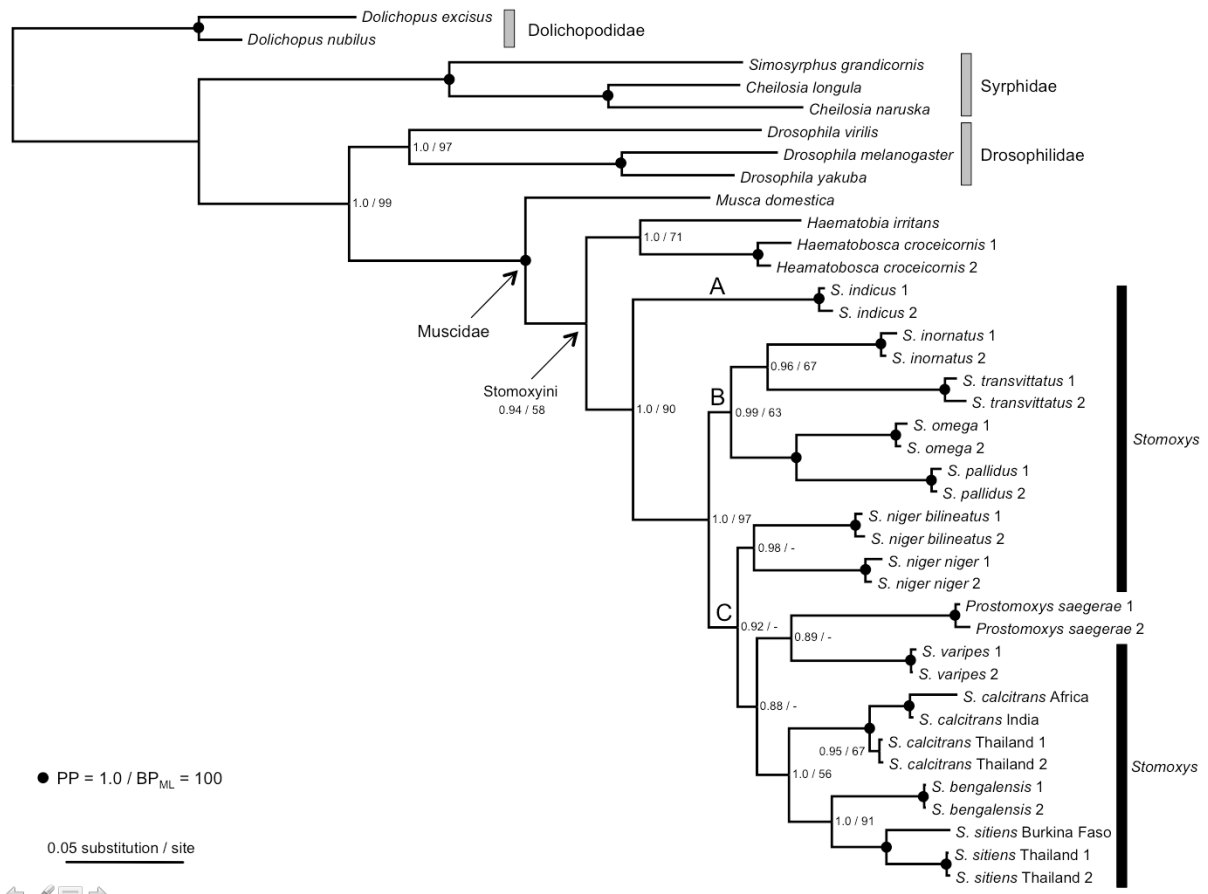 Dolichopus excisus
Dolichopus nubilus
Dolichopodidae
Simosyrphus grandicornis
Cheilosia longula
Cheilosia naruska
Syrphidae
Drosophila virilis
1.0 / 97
Drosophila melanogaster
Drosophila yakuba
Drosophilidae
1.0 / 99
Musca domestica
Haematobia irritans
1.0 / 71
Haematobosca croceicornis 1
Heamatobosca croceicornis 2
Muscidae
Stomoxyini
0.94 / 58
A
S. indicus 1
S. indicus 2
1.0 / 90
S. inornatus 1
S. inornatus 2
0.96 / 67
S. transvittatus 1
S. transvittatus 2
B
0.99 / 63
S. omega 1
S. omega 2
S. pallidus 1
S. pallidus 2
Stomoxys
1.0 / 97
S. niger bilineatus 1
S. niger bilineatus 2
0.98 / -
S. niger niger 1
S. niger niger 2
C
0.92 / -
Prostomoxys saegerae 1
Prostomoxys saegerae 2
0.89 / -
S. varipes 1
S. varipes 2
0.88 / -
S. calcitrans Africa
S. calcitrans India
S. calcitrans Thailand 1
0.95 / 67
S. calcitrans Thailand 2
1.0 / 56
S. bengalensis 1
S. bengalensis 2
1.0 / 91
S. sitiens Burkina Faso
S. sitiens Thailand 1
S. sitiens Thailand 2
Stomoxys
PP = 1.0 / BPML = 100
0.05 substitution / site